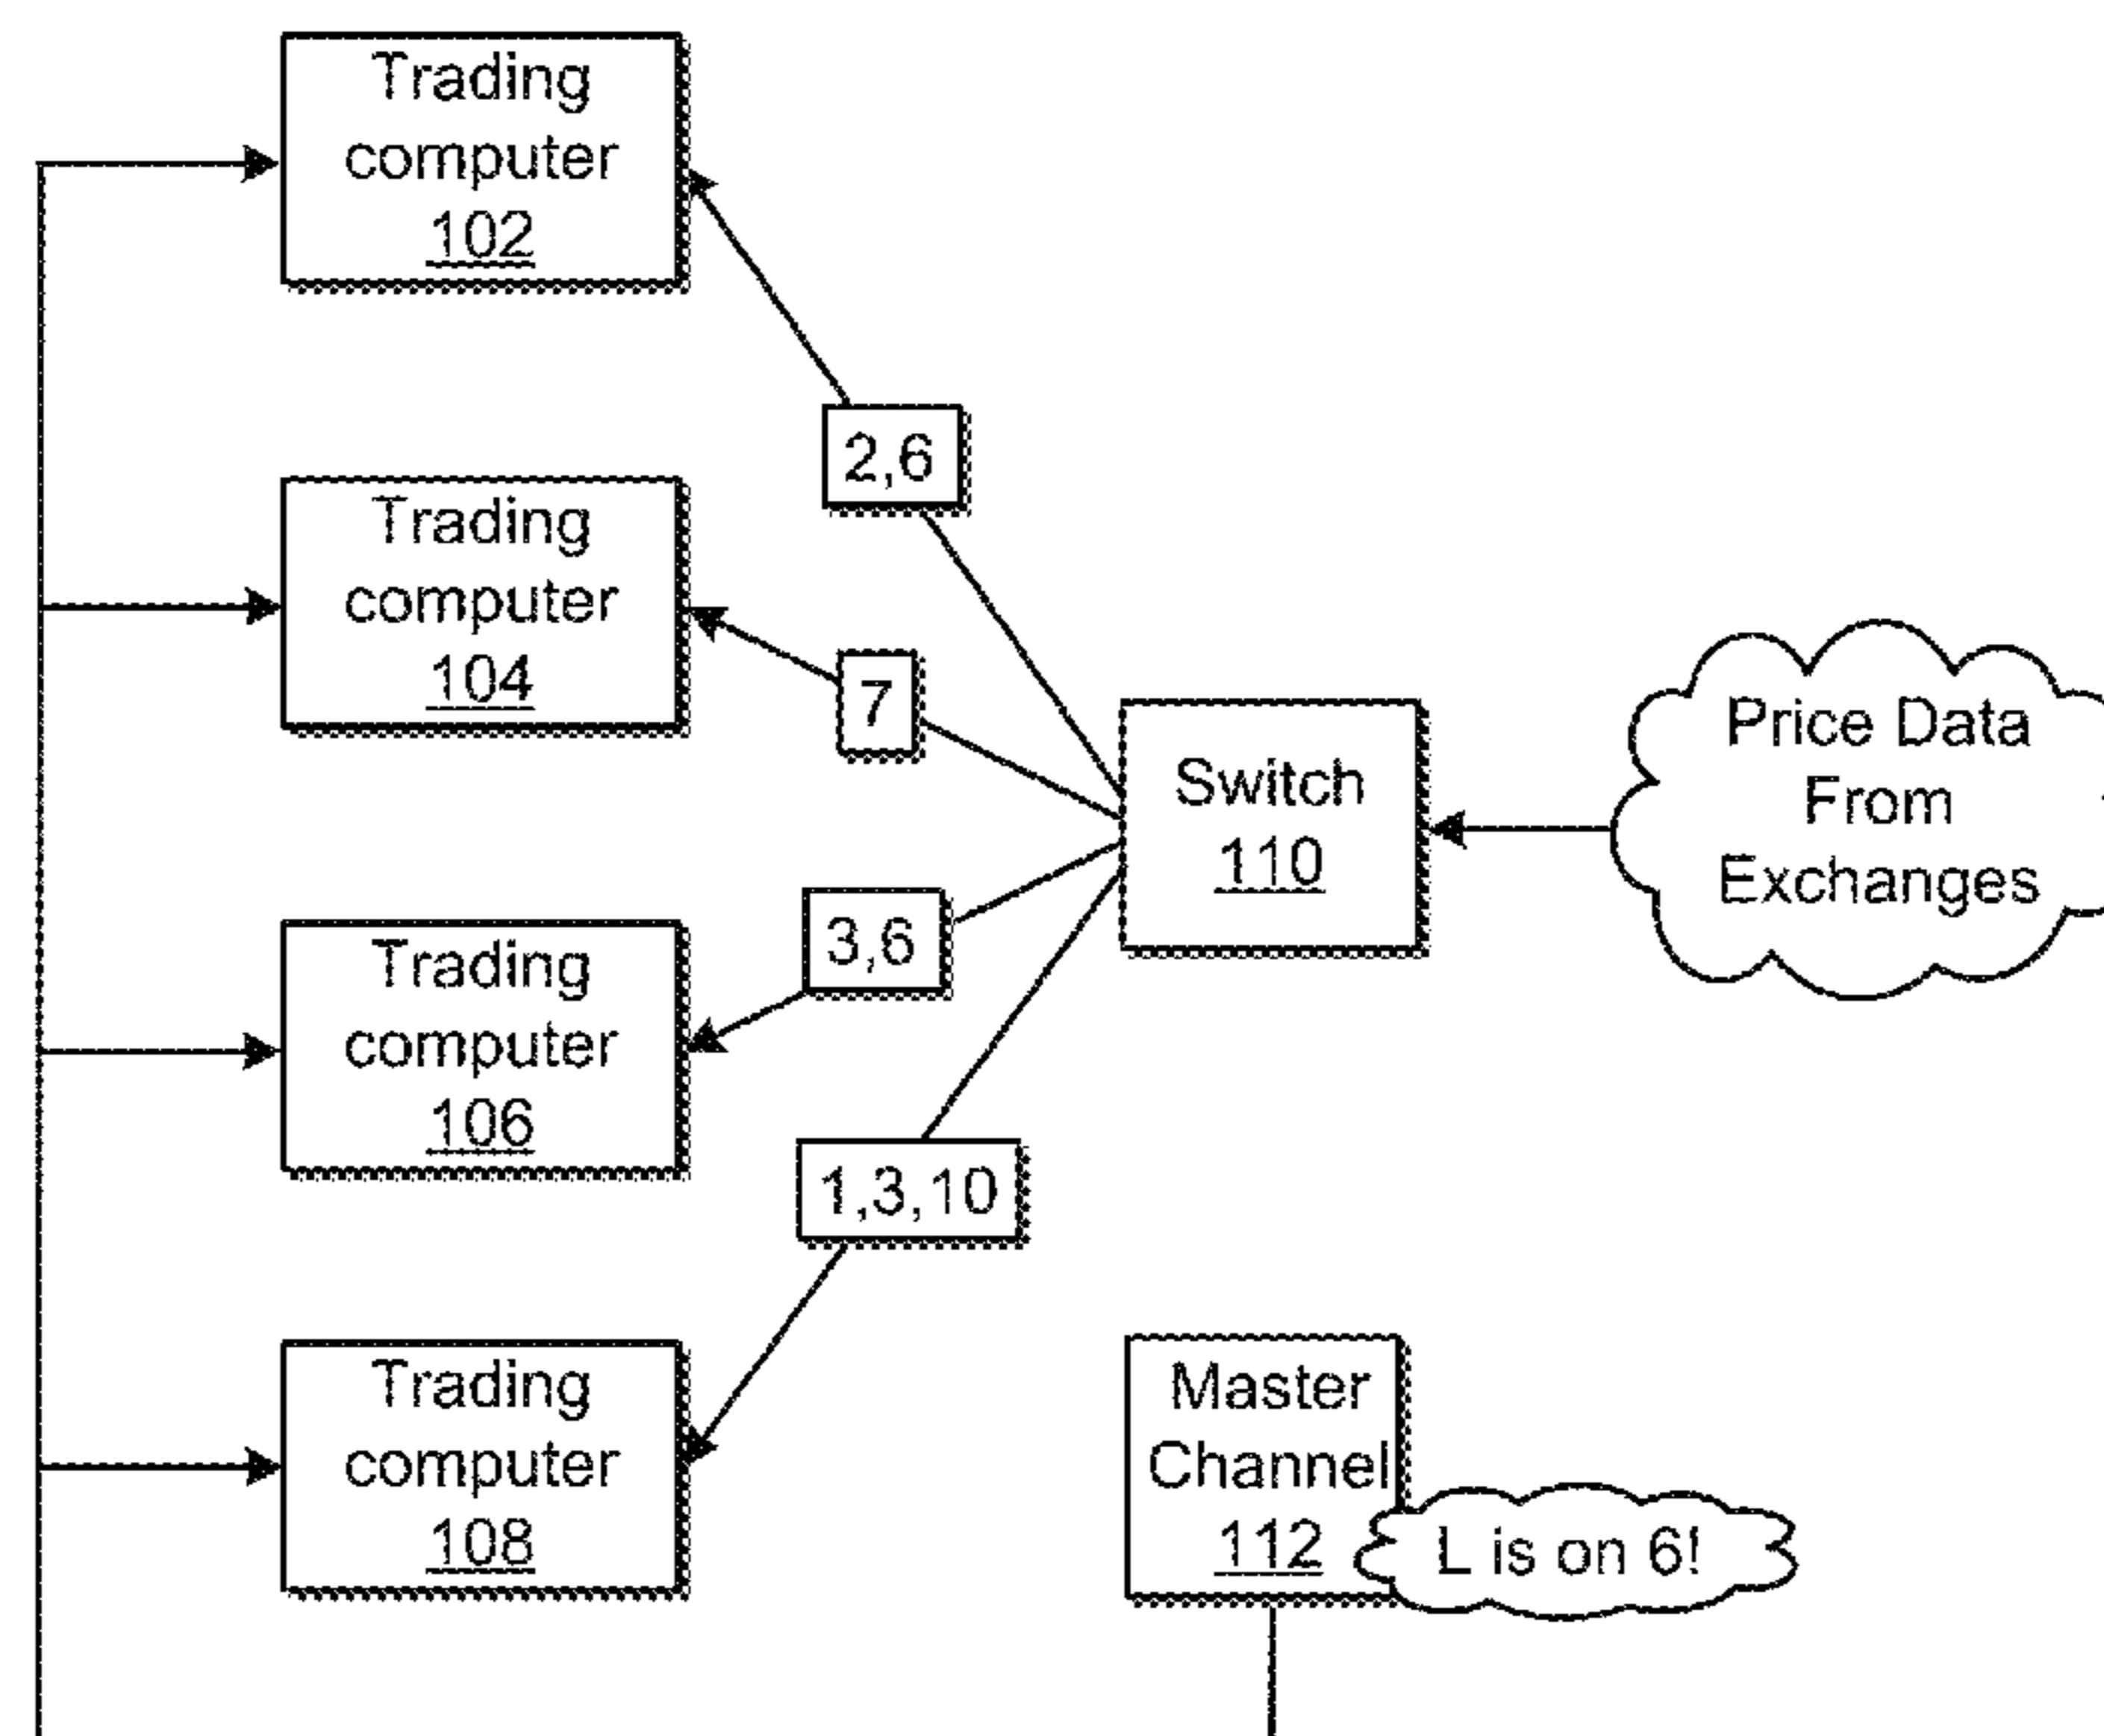 Trading
computer
102
2,6
Trading
computer
104
7
Switch
110
Price Data
From
Exchanges
Trading
computer
106
3,6
1,3,10
Trading
computer
108
Master
Channel
112
L is on 6!